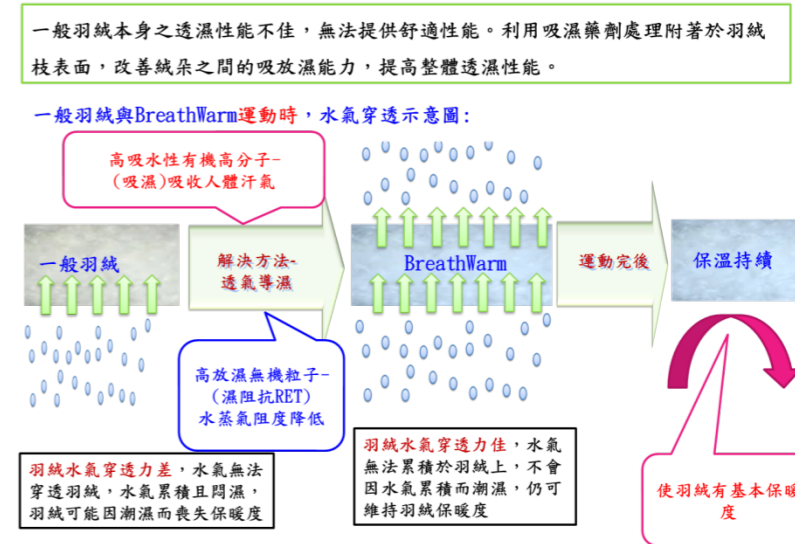 一般羽絨本身之透濕性能不佳，無法提供舒適性能。利用吸濕藥劑處理附著於羽絨
枝表面，改善絨朵之間的吸放濕能力，提高整體透濕性能。
一般羽絨與BreathWarm運動時，水氣穿透示意圖：
高吸水性有機高分子-
(吸濕)吸收人體汗氣
一般羽絨
解決方法-
透氣導濕
BreathWarm
運動完後
保溫持續
高放濕無機粒子-
(濕阻抗RET)
水蒸氣阻度降低
羽絨水氣穿透力差，水氣無法
穿透羽絨，水氣累積且悶濕，
羽絨可能因潮濕而喪失保暖度
羽絨水氣穿透力佳，水氣
無法累積於羽絨上，不會
因水氣累積而潮濕，仍可
維持羽絨保暖度
使羽絨有基本保暖
度